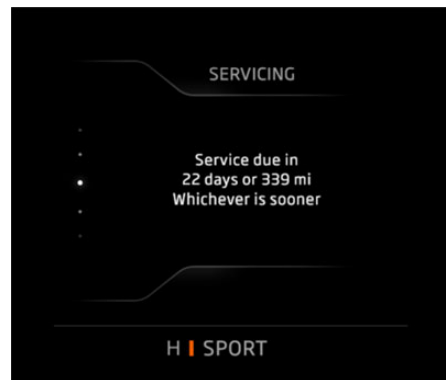 SERVICING
Service due in
22 days or 339 mi
Whichever is sooner
H SPORT